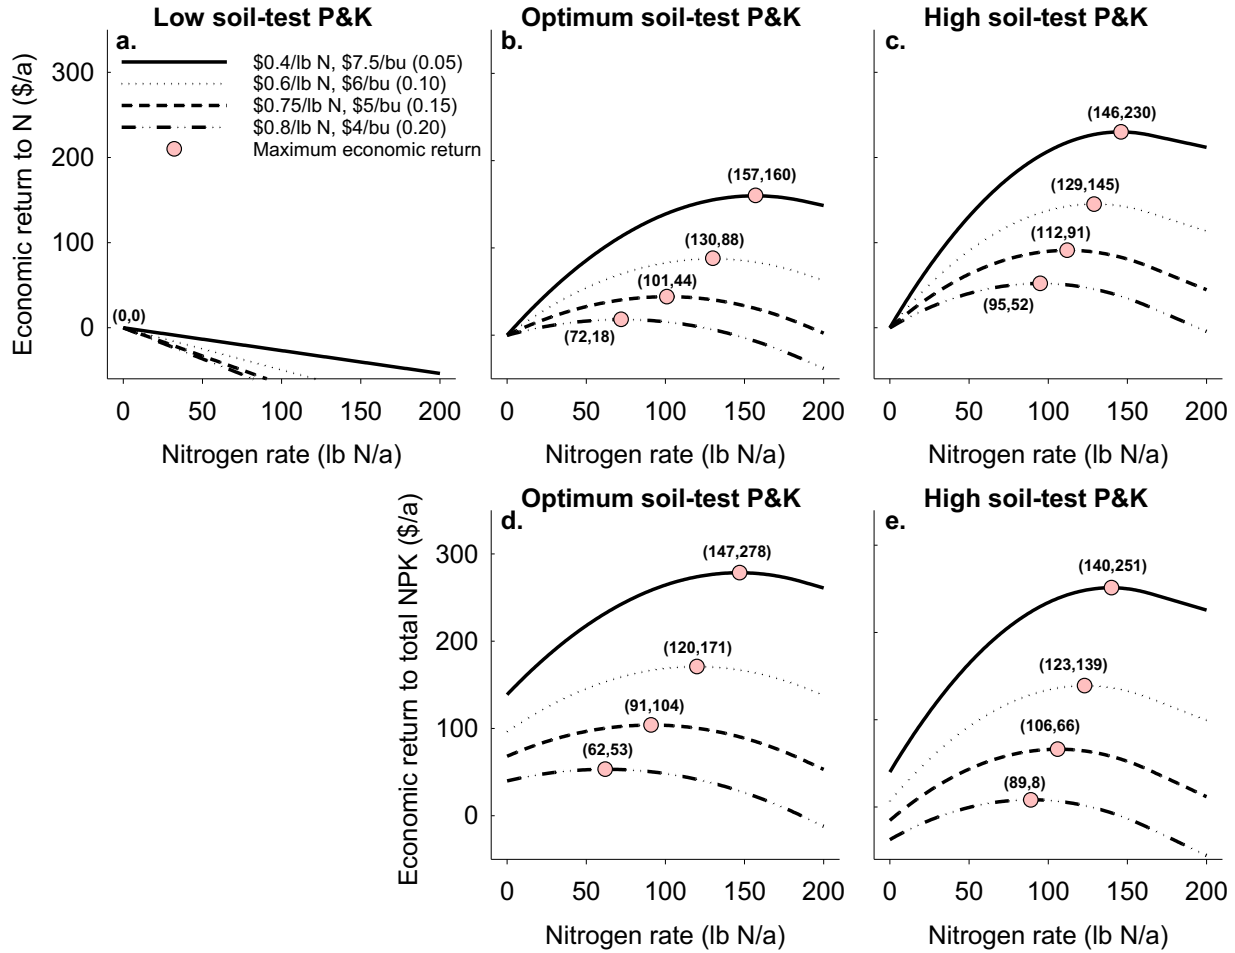 Low soil-test P&K
Optimum soil-test P&K
High soil-test P&K
a.
$0.4/lb N, $7.5/bu (0.05)
$0.6/lb N, $6/bu (0.10)
$0.75/lb N, $5/bu (0.15)
$0.8/lb N, $4/bu (0.20)
Maximum economic return
Economic return to N ($/a)
300
200
100
0
(0,0)
0 50 100 150 200
Nitrogen rate (lb N/a)
b.
(157,160)
(130,88)
(101,44)
(72,18)
0 50 100 150 200
Nitrogen rate (lb N/a)
c.
(146,230)
(129,145)
(112,91)
(95,52)
0 50 100 150 200
Nitrogen rate (lb N/a)
Optimum soil-test P&K
High soil-test P&K
d.
Economic return to total NPK ($/a)
300
200
100
0
(147,278)
(120,171)
(91,104)
(62,53)
0 50 100 150 200
Nitrogen rate (lb N/a)
e.
(140,251)
(123,139)
(106,66)
(89,8)
0 50 100 150 200
Nitrogen rate (lb N/a)